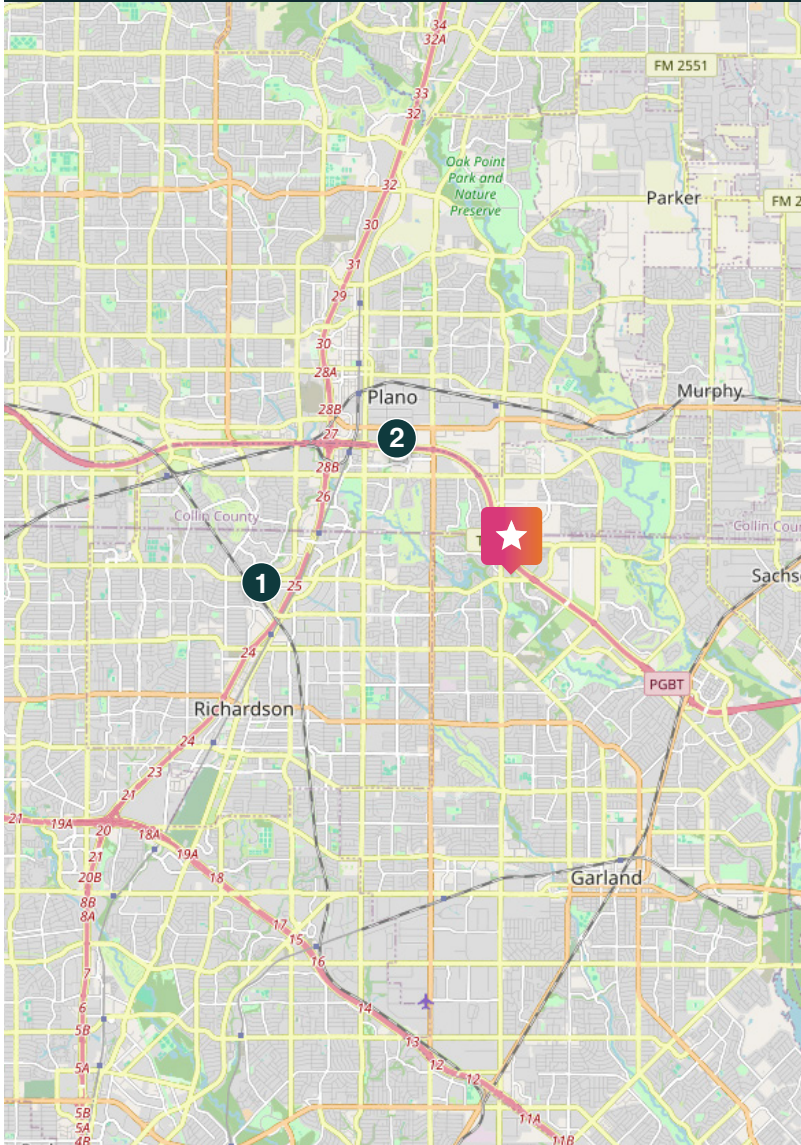 34
32A
FM 2551
33
32
Oak Point
Park and
Nature
Preserve
32
Parker
FM 2
30
31
29
30
28A
Murphy
Plano
28B
27
2
28B
26
Collin County
Collin Cou
T
1
25
Sachs
24
PGBT
Richardson
24
23
21
21
19A
20
18A
21
19A
20B
18
Garland
8B
8A
17
15
16
7
6
14
5B
13
12
12
5A
5B
5A
4B
11A
11B